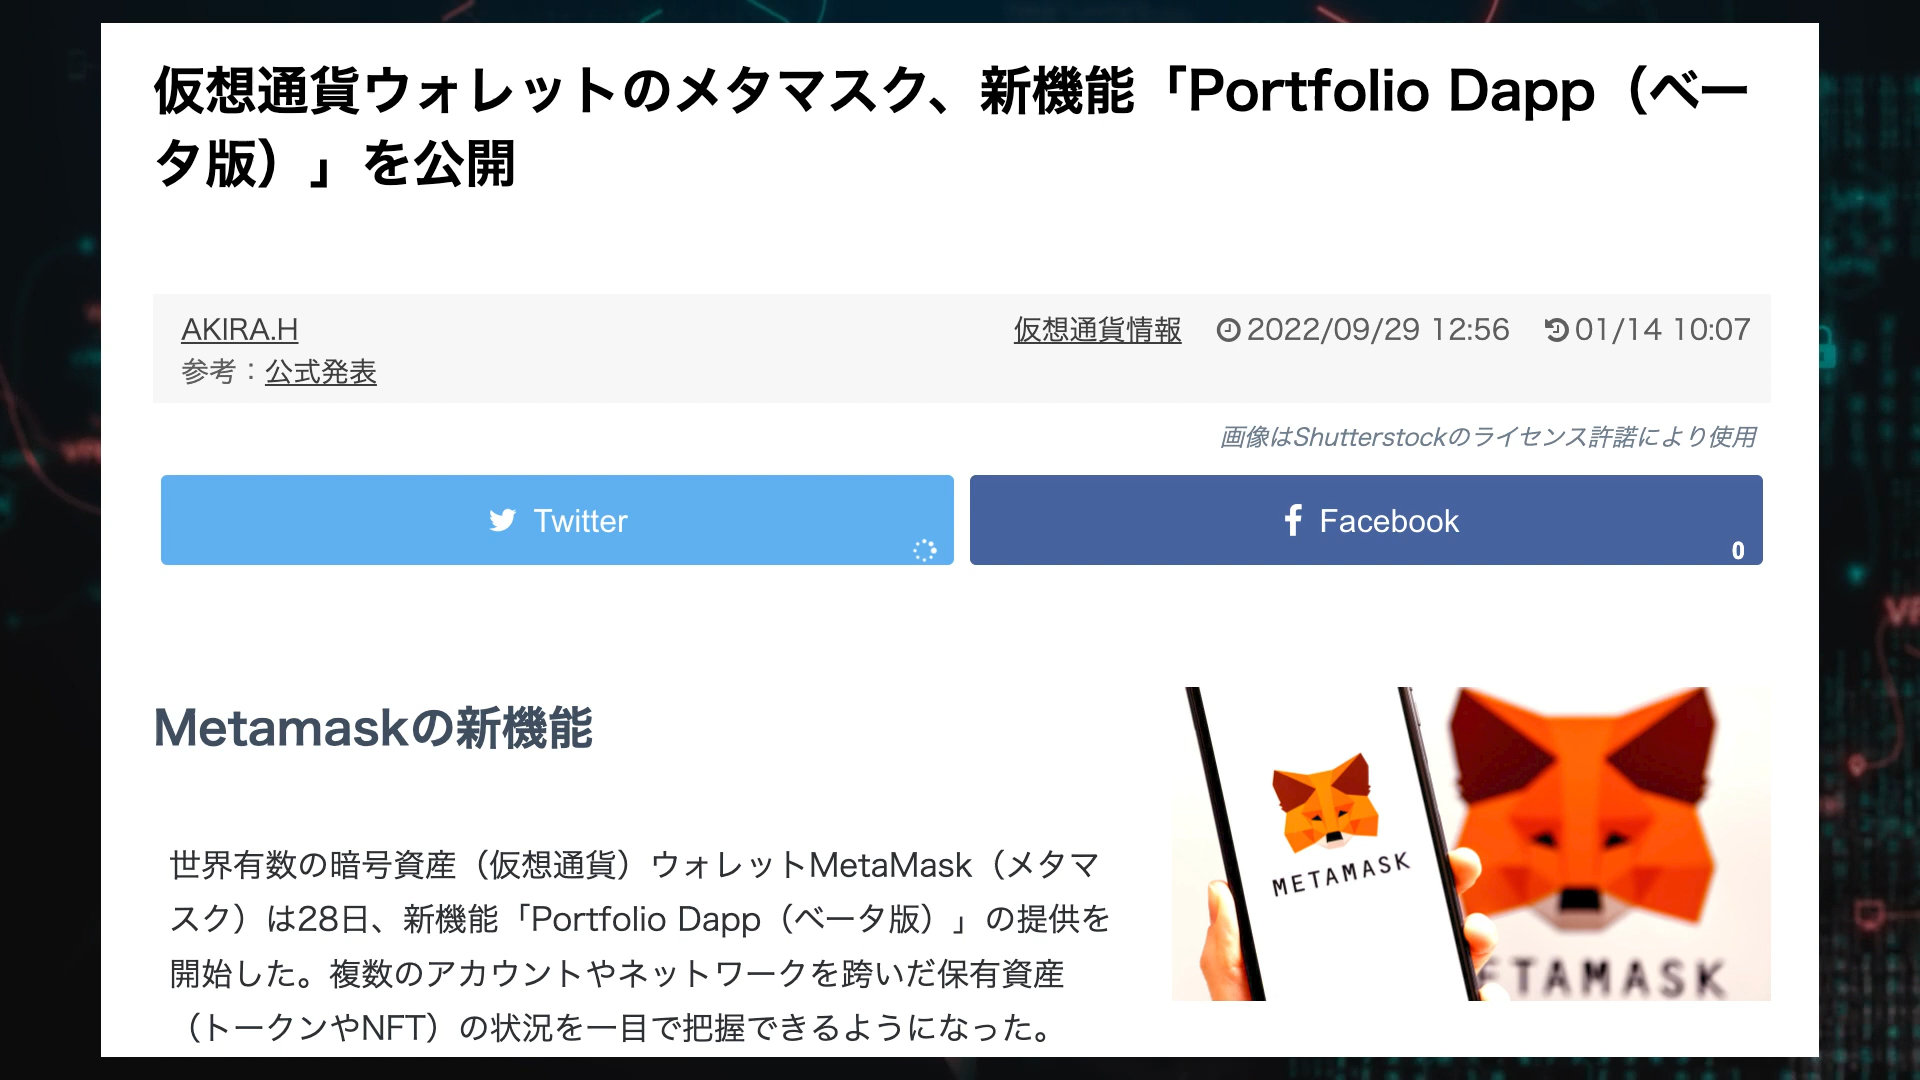 仮想通貨ウォレットのメタマスク、新機能「Portfolio Dapp（ベー
タ版）」を公開
AKIRA.H
仮想通貨情報 2022/09/29 12:56 01/14 10:07
参考：公式発表
画像はShutterstockのライセンス許諾により使用
Twitter
Facebook
0
Metamaskの新機能
世界有数の暗号資産（仮想通貨）ウォレットMetaMask（メタマ
スク）は28日、新機能「Portfolio Dapp（ベータ版）」の提供を
開始した。複数のアカウントやネットワークを跨いだ保有資産
（トークンやNFT）の状況を一目で把握できるようになった。
METAMASK
ETAMASK